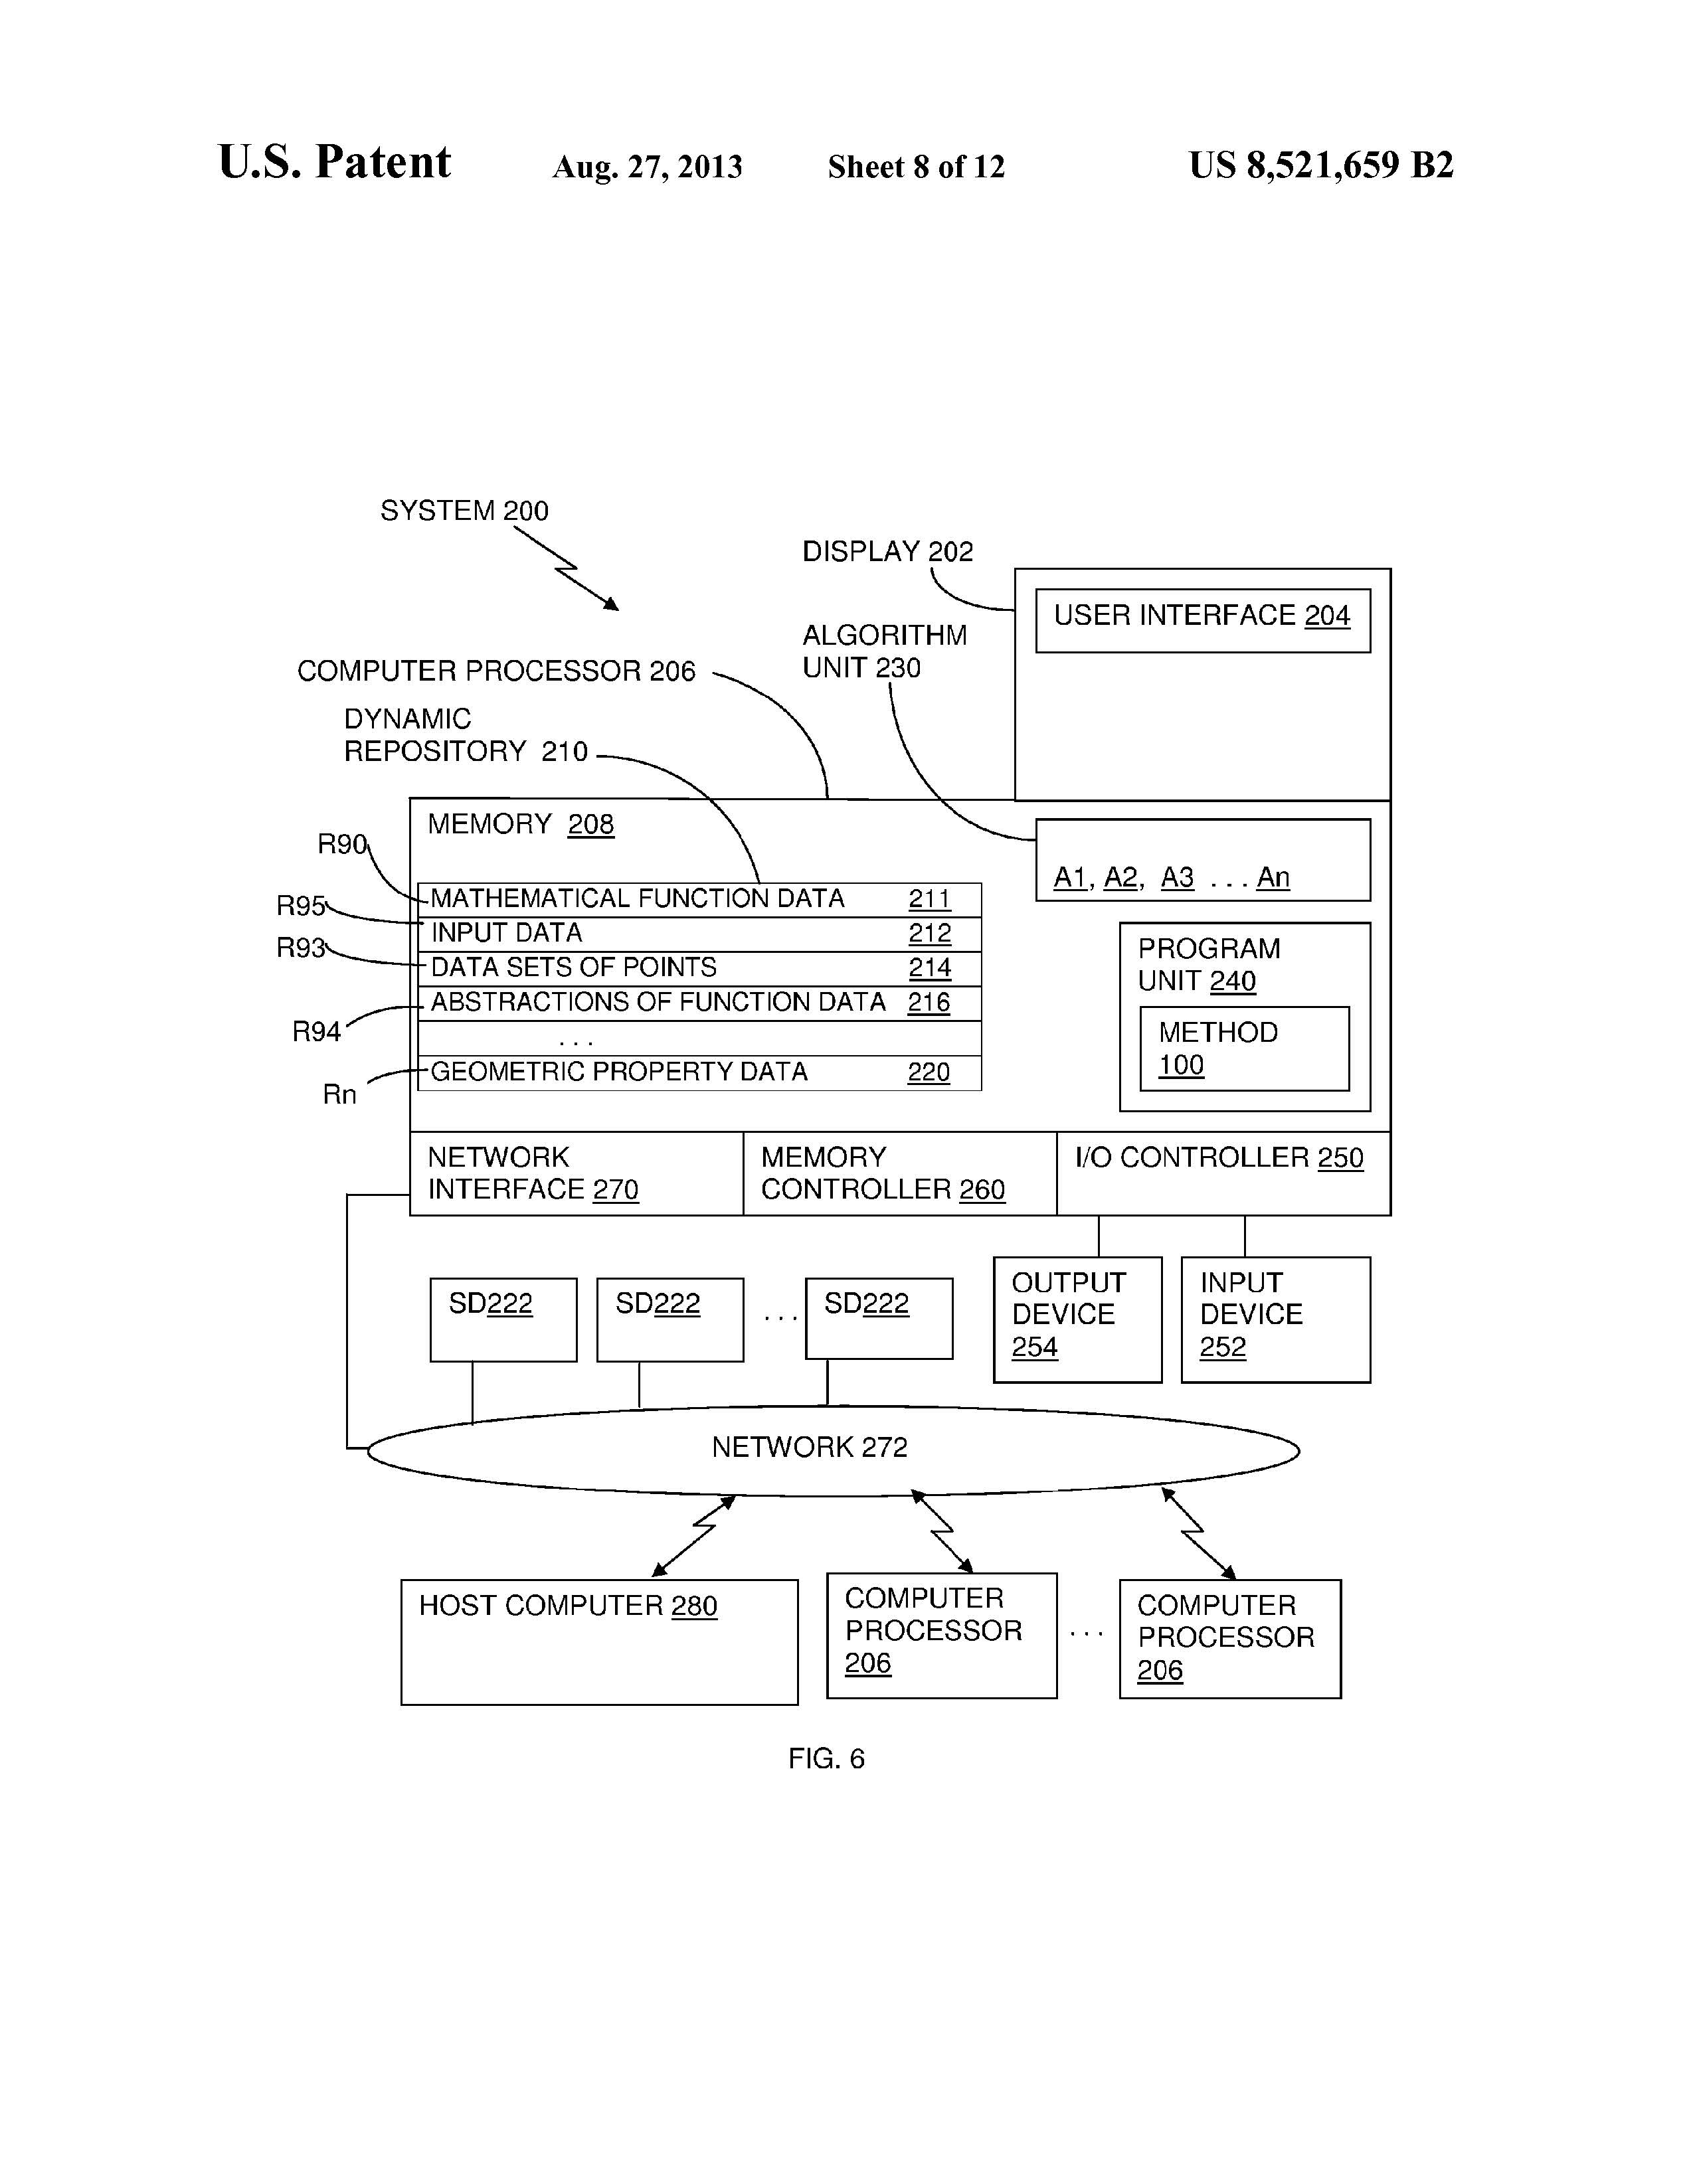 U.S. Patent Aug. 27, 2013 Sheet 8 of 12 US 8,521,659 B2
SYSTEM 200
DISPLAY 202
USER INTERFACE 204
ALGORITHM
UNIT 230
COMPUTER PROCESSOR 206
DYNAMIC
REPOSITORY 210
MEMORY 208
R90
A1, A2, A3 . . . An
MATHEMATICAL FUNCTION DATA 211
R95
INPUT DATA 212
R93
DATA SETS OF POINTS 214
ABSTRACTIONS OF FUNCTION DATA 216
R94
. . .
GEOMETRIC PROPERTY DATA 220
Rn
PROGRAM
UNIT 240
METHOD
100
NETWORK
INTERFACE 270
MEMORY
CONTROLLER 260
I/O CONTROLLER 250
SD222
SD222
. . .
SD222
OUTPUT
DEVICE
254
INPUT
DEVICE
252
NETWORK 272
HOST COMPUTER 280
COMPUTER
PROCESSOR
206
. . .
COMPUTER
PROCESSOR
206
FIG. 6